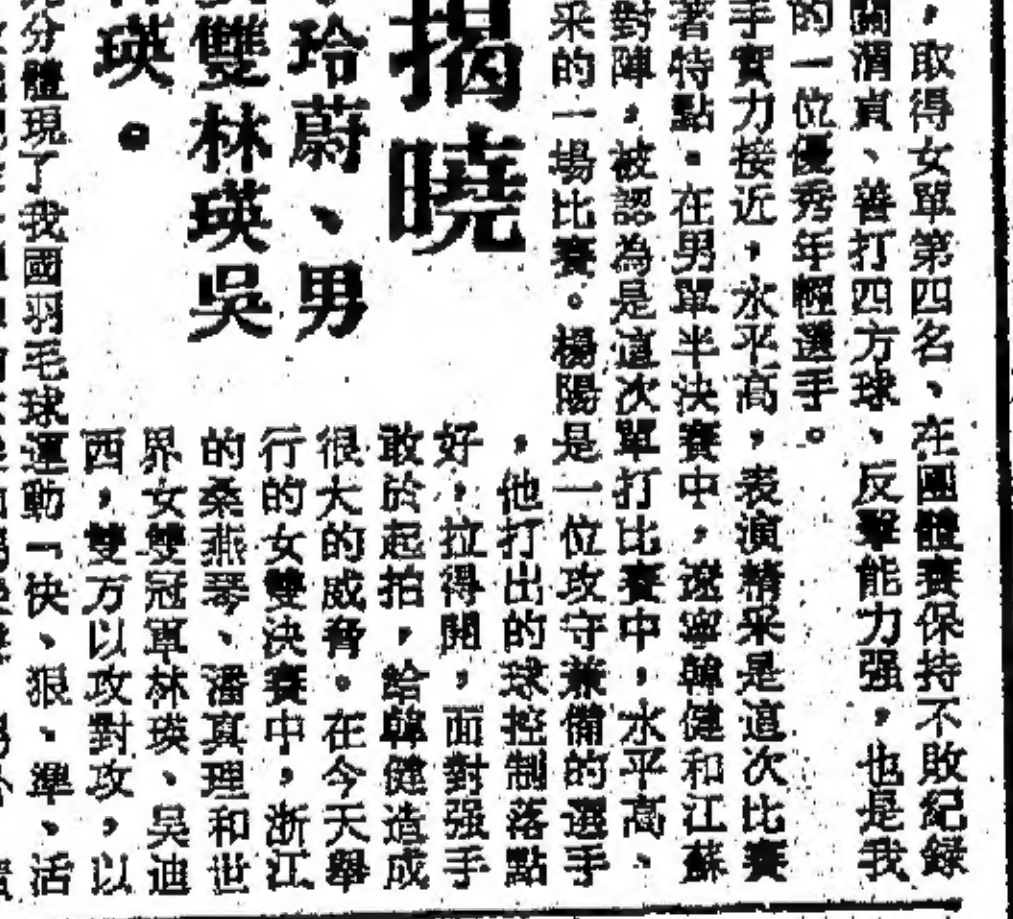 ，取得女單第四名、在團體賽保持不敗紀録
關渭貞、善打四方球、反擊能力强，也是我
的一位優秀年輕選手。
手實力接近，水平高，表演精采是這次比賽
著特點．在男單半决賽中，遼寧韓健和江蘇
對陣，被認為是這次單打比賽中，水平高、
采的一場比賽。楊陽是一位攻守兼備的選手
揭曉
玲蔚、男
雙林瑛吳
瑛。
，他打出的球控制落點
好，拉得開，面對强手
敢於起拍，給韓健造成
很大的威脅。在今天舉
行的女雙决賽中，浙江
的桑燕琴、潘真理和世
界女雙冠軍林瑛、吳迪
西，雙方以攻對攻，以
分體現了我國羽毛球運動「快、狠、準、活